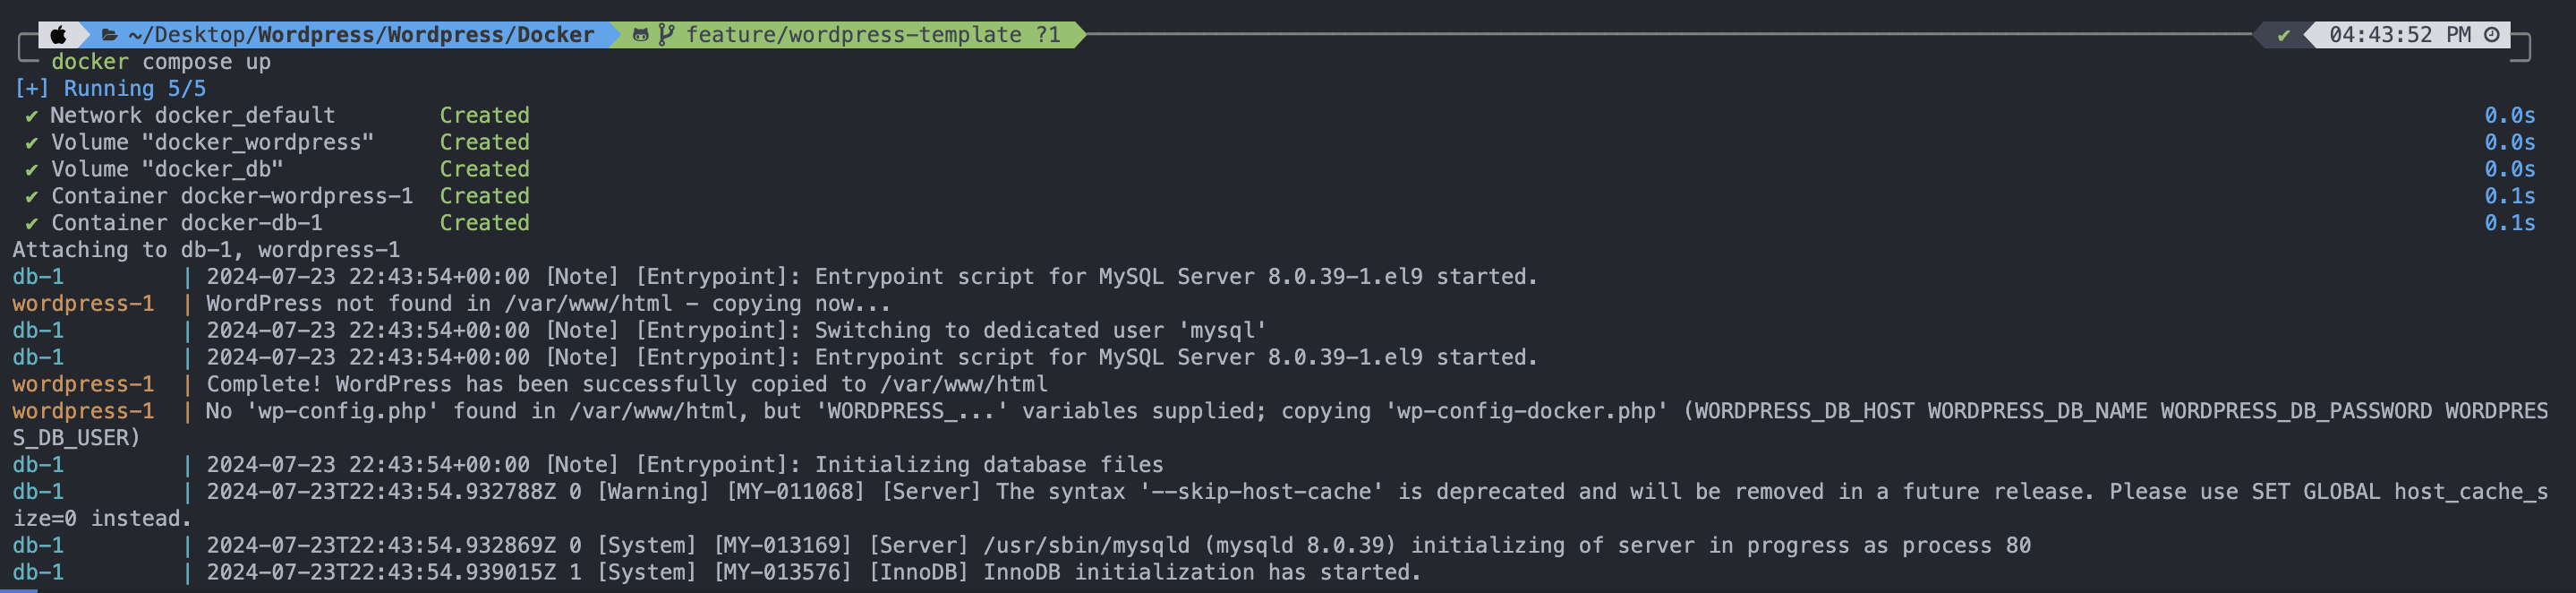 ~/Desktop/Wordpress/Wordpress/Docker feature/wordpress-template ?1 ✔ 04:43:52 PM
docker compose up
[+] Running 5/5
✔ Network docker_default Created 0.0s
✔ Volume "docker_wordpress" Created 0.0s
✔ Volume "docker_db" Created 0.0s
✔ Container docker-wordpress-1 Created 0.1s
✔ Container docker-db-1 Created 0.1s
Attaching to db-1, wordpress-1
db-1 | 2024-07-23 22:43:54+00:00 [Note] [Entrypoint]: Entrypoint script for MySQL Server 8.0.39-1.el9 started.
wordpress-1 | WordPress not found in /var/www/html - copying now...
db-1 | 2024-07-23 22:43:54+00:00 [Note] [Entrypoint]: Switching to dedicated user 'mysql'
db-1 | 2024-07-23 22:43:54+00:00 [Note] [Entrypoint]: Entrypoint script for MySQL Server 8.0.39-1.el9 started.
wordpress-1 | Complete! WordPress has been successfully copied to /var/www/html
wordpress-1 | No 'wp-config.php' found in /var/www/html, but 'WORDPRESS_...' variables supplied; copying 'wp-config-docker.php' (WORDPRESS_DB_HOST WORDPRESS_DB_NAME WORDPRESS_DB_PASSWORD WORDPRES
S_DB_USER)
db-1 | 2024-07-23 22:43:54+00:00 [Note] [Entrypoint]: Initializing database files
db-1 | 2024-07-23T22:43:54.932788Z 0 [Warning] [MY-011068] [Server] The syntax '--skip-host-cache' is deprecated and will be removed in a future release. Please use SET GLOBAL host_cache_s
ize=0 instead.
db-1 | 2024-07-23T22:43:54.932869Z 0 [System] [MY-013169] [Server] /usr/sbin/mysqld (mysqld 8.0.39) initializing of server in progress as process 80
db-1 | 2024-07-23T22:43:54.939015Z 1 [System] [MY-013576] [InnoDB] InnoDB initialization has started.